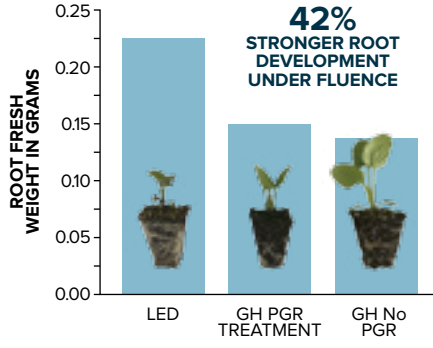 42%
STRONGER ROOT
DEVELOPMENT
UNDER FLUENCE
ROOT FRESH
WEIGHT IN GRAMS
0.25
0.20
0.15
0.10
0.05
0.00
LED
GH PGR
TREATMENT
GH No
PGR